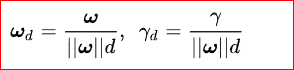 𝝎_d = 𝝎 / ||𝝎||d, γ_d = γ / ||𝝎||d